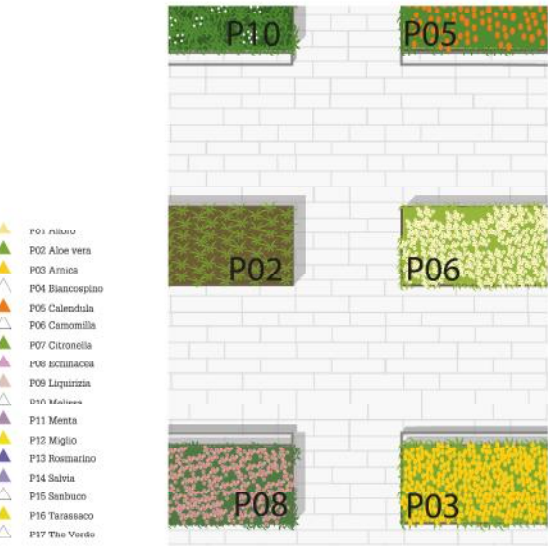 P10
P05
P02
P06
P08
P03
P01 Alloro
P02 Aloe vera
P03 Arnica
P04 Biancospino
P05 Calendula
P06 Camomilla
P07 Citronella
P08 Echinacea
P09 Liquirizia
P10 Melissa
P11 Menta
P12 Miglio
P13 Rosmarino
P14 Salvia
P15 Sanbuco
P16 Tarassaco
P17 The Verde